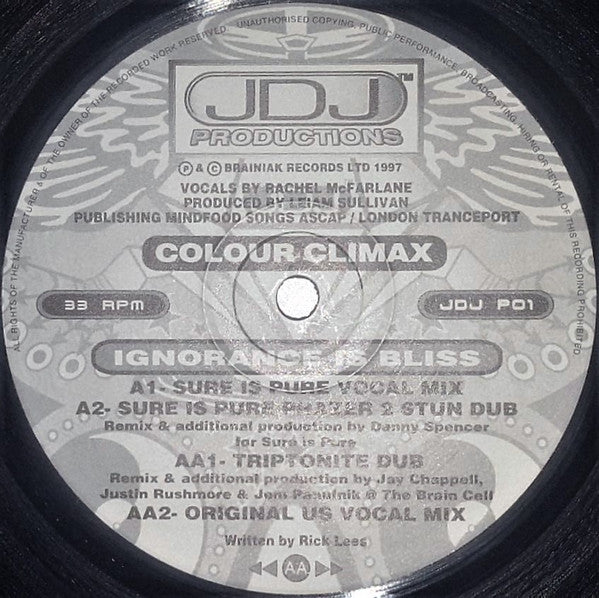 ALL RIGHTS OF THE MANUFACTURER & OF THE OWNER OF THE RECORDED WORK RESERVED. UNAUTHORISED COPYING, PUBLIC PERFORMANCE, BROADCASTING, HIRING OR RENTAL OF THIS RECORDING PROHIBITED.
JDJ™
PRODUCTIONS
℗ & © BRAINIAK RECORDS LTD 1997
VOCALS BY RACHEL McFARLANE
PRODUCED BY LEIAM SULLIVAN
PUBLISHING MINDFOOD SONGS ASCAP / LONDON TRANCEPORT
COLOUR CLIMAX
33 RPM
JDJ P01
IGNORANCE IS BLISS
A1- SURE IS PURE VOCAL MIX
A2- SURE IS PURE PHAZER 2 STUN DUB
Remix & additional production by Danny Spencer
for Sure is Pure
AA1- TRIPTONITE DUB
Remix & additional production by Jay Chappell,
Justin Rushmore & Jem Panufnik @ The Brain Cell
AA2- ORIGINAL US VOCAL MIX
Written by Rick Lees
AA